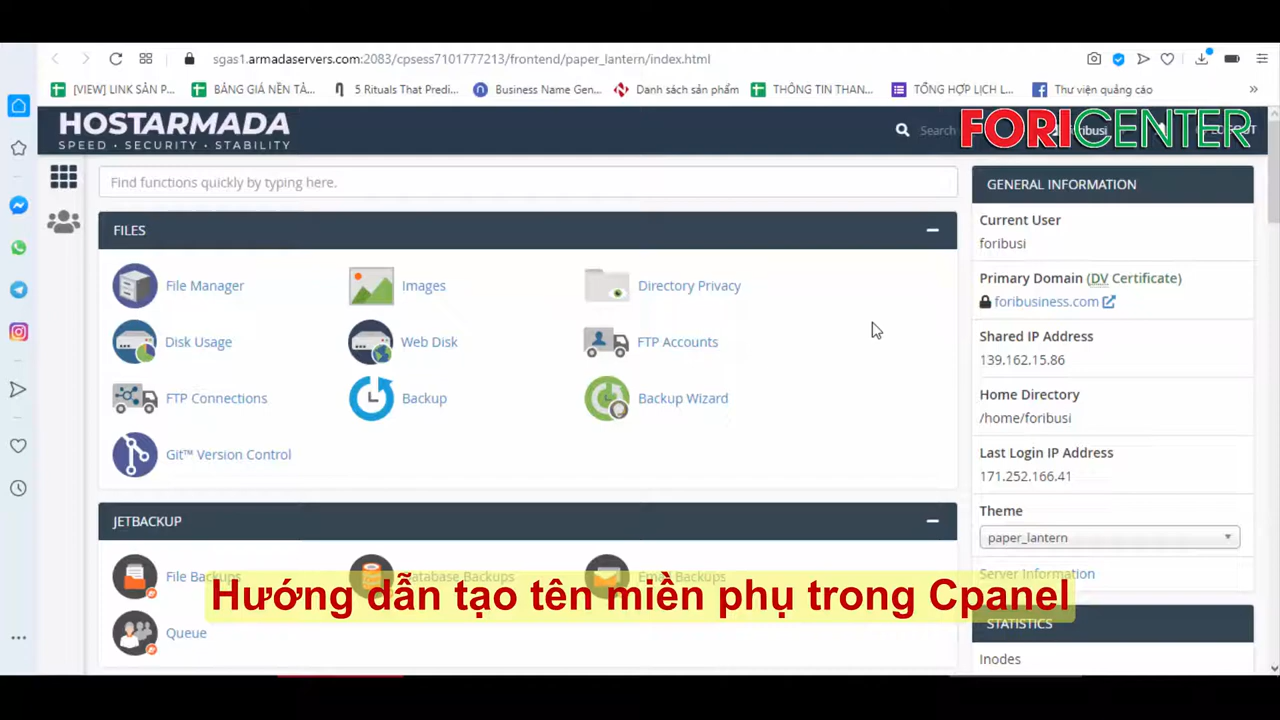 sgas1.armadaservers.com:2083/cpsess7101777213/frontend/paper_lantern/index.html
[VIEW] LINK SẢN P...
BẢNG GIÁ NỀN TẢ...
5 Rituals That Predi...
Business Name Gen...
Danh sách sản phẩm
THÔNG TIN THAN...
TỔNG HỢP LỊCH L...
Thư viện quảng cáo
HOSTARMADA
SPEED · SECURITY · STABILITY
Search
FORICENTER
Find functions quickly by typing here.
FILES
File Manager
Images
Directory Privacy
Disk Usage
Web Disk
FTP Accounts
FTP Connections
Backup
Backup Wizard
Git™ Version Control
JETBACKUP
File Backups
Database Backups
Email Backups
Hướng dẫn tạo tên miền phụ trong Cpanel
Queue
GENERAL INFORMATION
Current User
foribusi
Primary Domain (DV Certificate)
foribusiness.com
Shared IP Address
139.162.15.86
Home Directory
/home/foribusi
Last Login IP Address
171.252.166.41
Theme
paper_lantern
Server Information
STATISTICS
Inodes